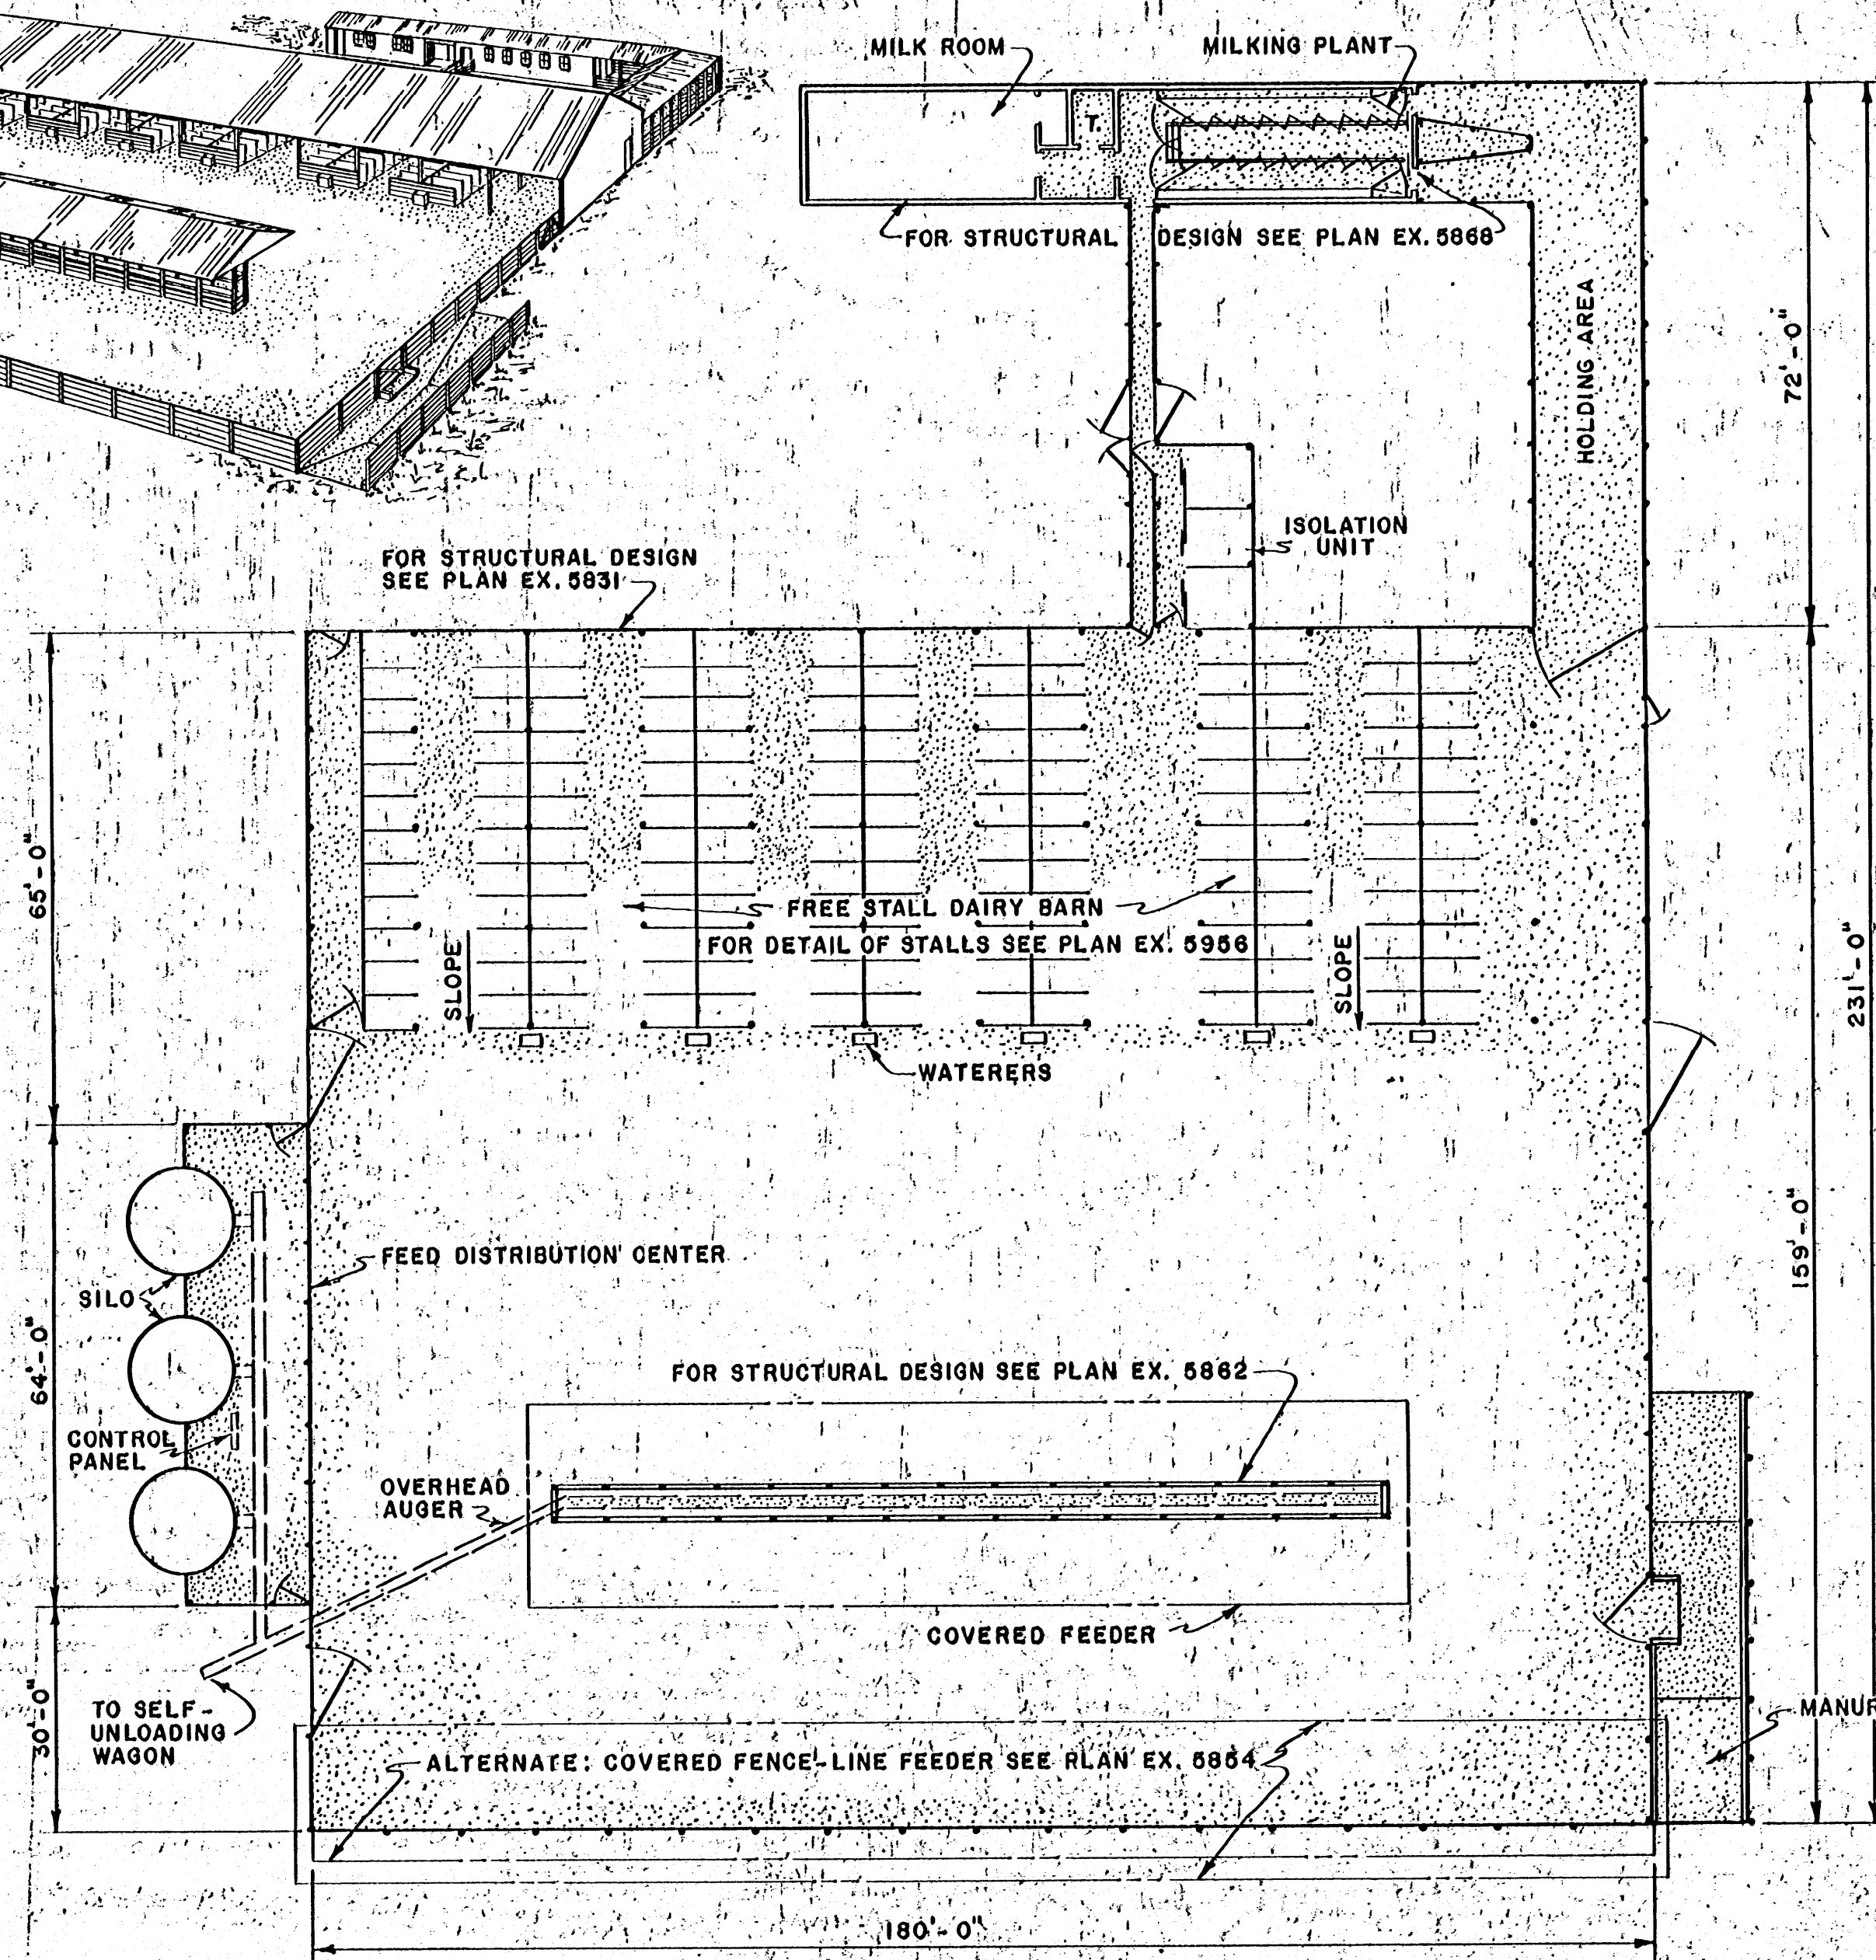 MILK ROOM
MILKING PLANT
T.
FOR STRUCTURAL DESIGN SEE PLAN EX. 5868
HOLDING AREA
72'-0"
ISOLATION
UNIT
FOR STRUCTURAL DESIGN
SEE PLAN EX. 5831
65'-0"
FREE STALL DAIRY BARN
FOR DETAIL OF STALLS SEE PLAN EX. 5956
SLOPE
SLOPE
231'-0"
WATERERS
159'-0"
FEED DISTRIBUTION CENTER
SILO
64'-0"
FOR STRUCTURAL DESIGN SEE PLAN EX. 5862
CONTROL
PANEL
OVERHEAD
AUGER
COVERED FEEDER
30'-0"
TO SELF-
UNLOADING
WAGON
MANUR
ALTERNATE: COVERED FENCE-LINE FEEDER SEE PLAN EX. 5854
180'-0"